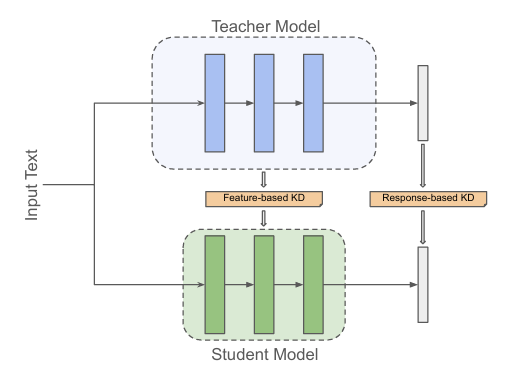 Teacher Model
Input Text
Feature-based KD
Response-based KD
Student Model